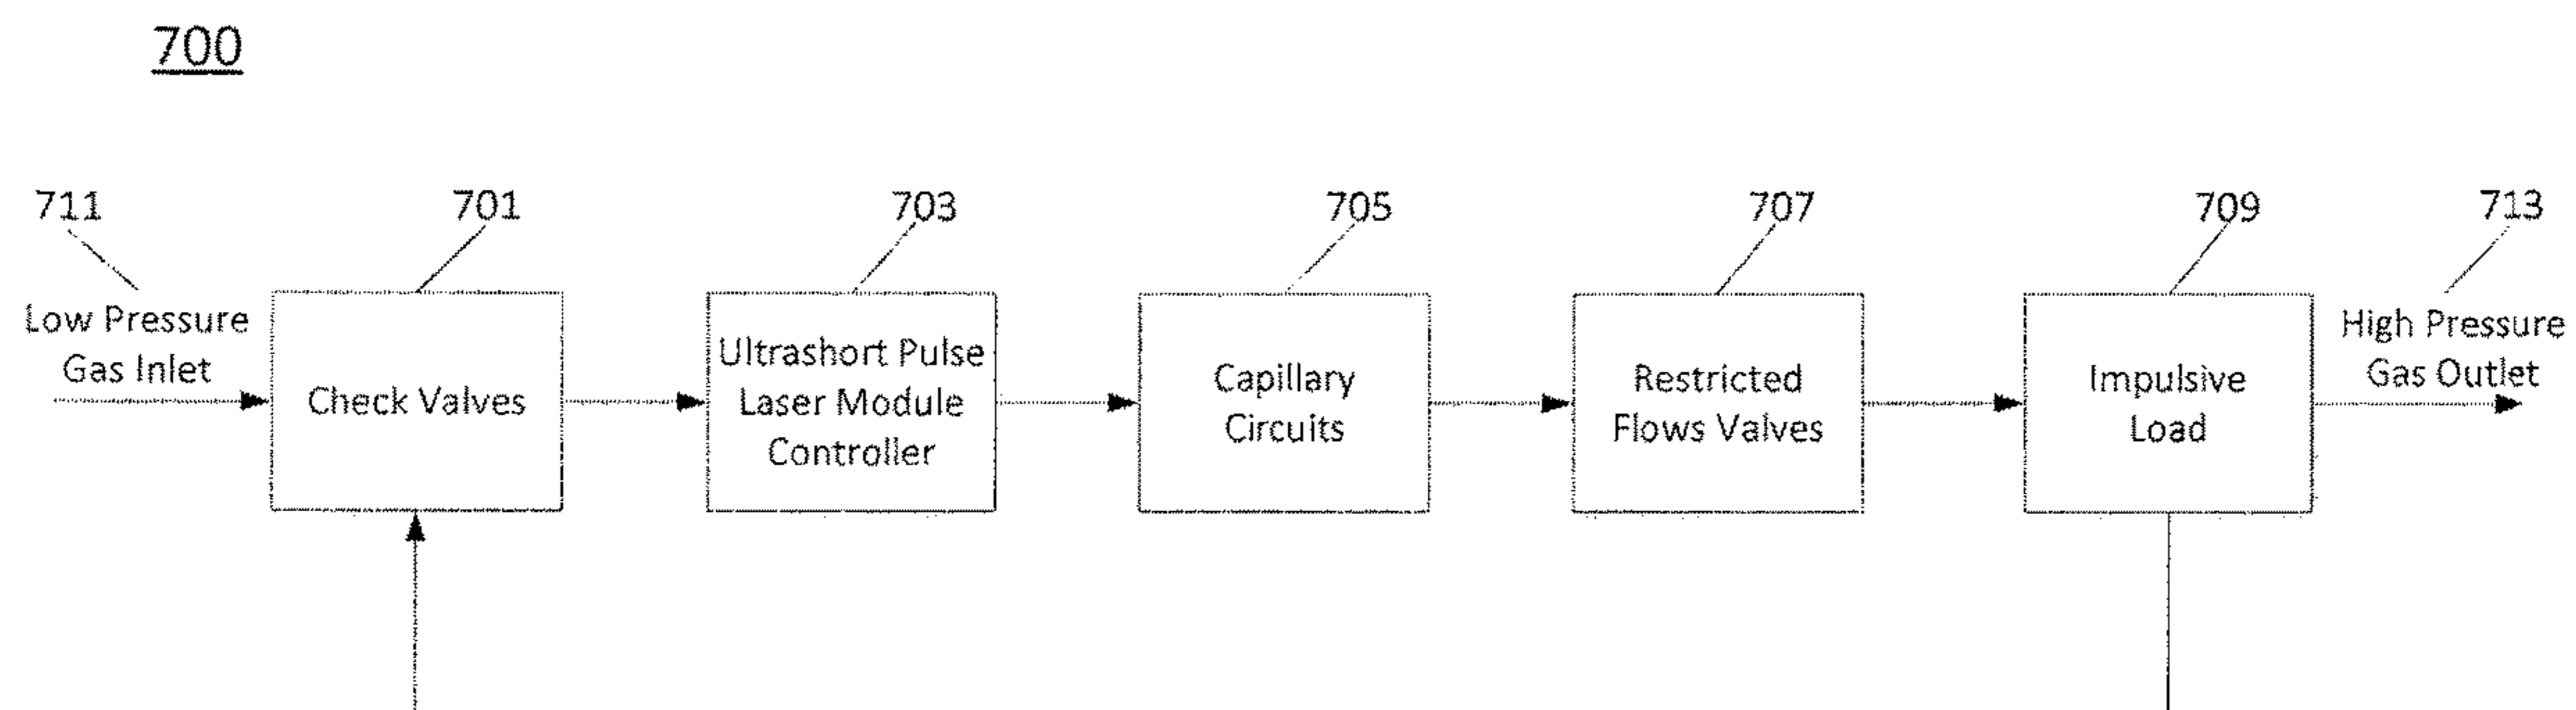 700
711
701
703
705
707
709
713
Low Pressure
Gas Inlet
Check Valves
Ultrashort Pulse
Laser Module
Controller
Capillary
Circuits
Restricted
Flows Valves
Impulsive
Load
High Pressure
Gas Outlet